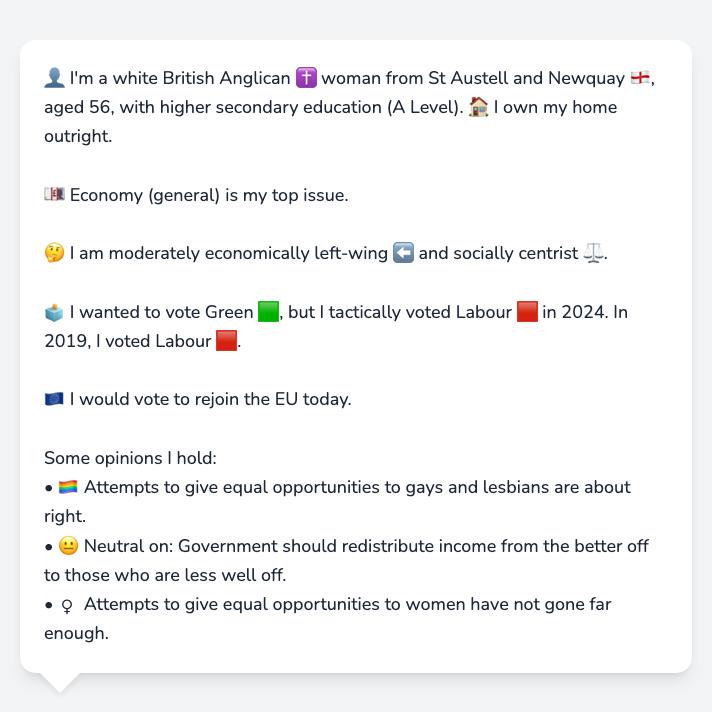 👤 I'm a white British Anglican ✝️ woman from St Austell and Newquay 🏴󠁧󠁢󠁥󠁮󠁧󠁿,
aged 56, with higher secondary education (A Level). 🏠 I own my home
outright.
💷 Economy (general) is my top issue.
🤔 I am moderately economically left-wing ⬅️ and socially centrist ⚖️.
🗳️ I wanted to vote Green 🟩, but I tactically voted Labour 🟥 in 2024. In
2019, I voted Labour 🟥.
🇪🇺 I would vote to rejoin the EU today.
Some opinions I hold:
• 🏳️‍🌈 Attempts to give equal opportunities to gays and lesbians are about
right.
• 😐 Neutral on: Government should redistribute income from the better off
to those who are less well off.
• ♀️ Attempts to give equal opportunities to women have not gone far
enough.